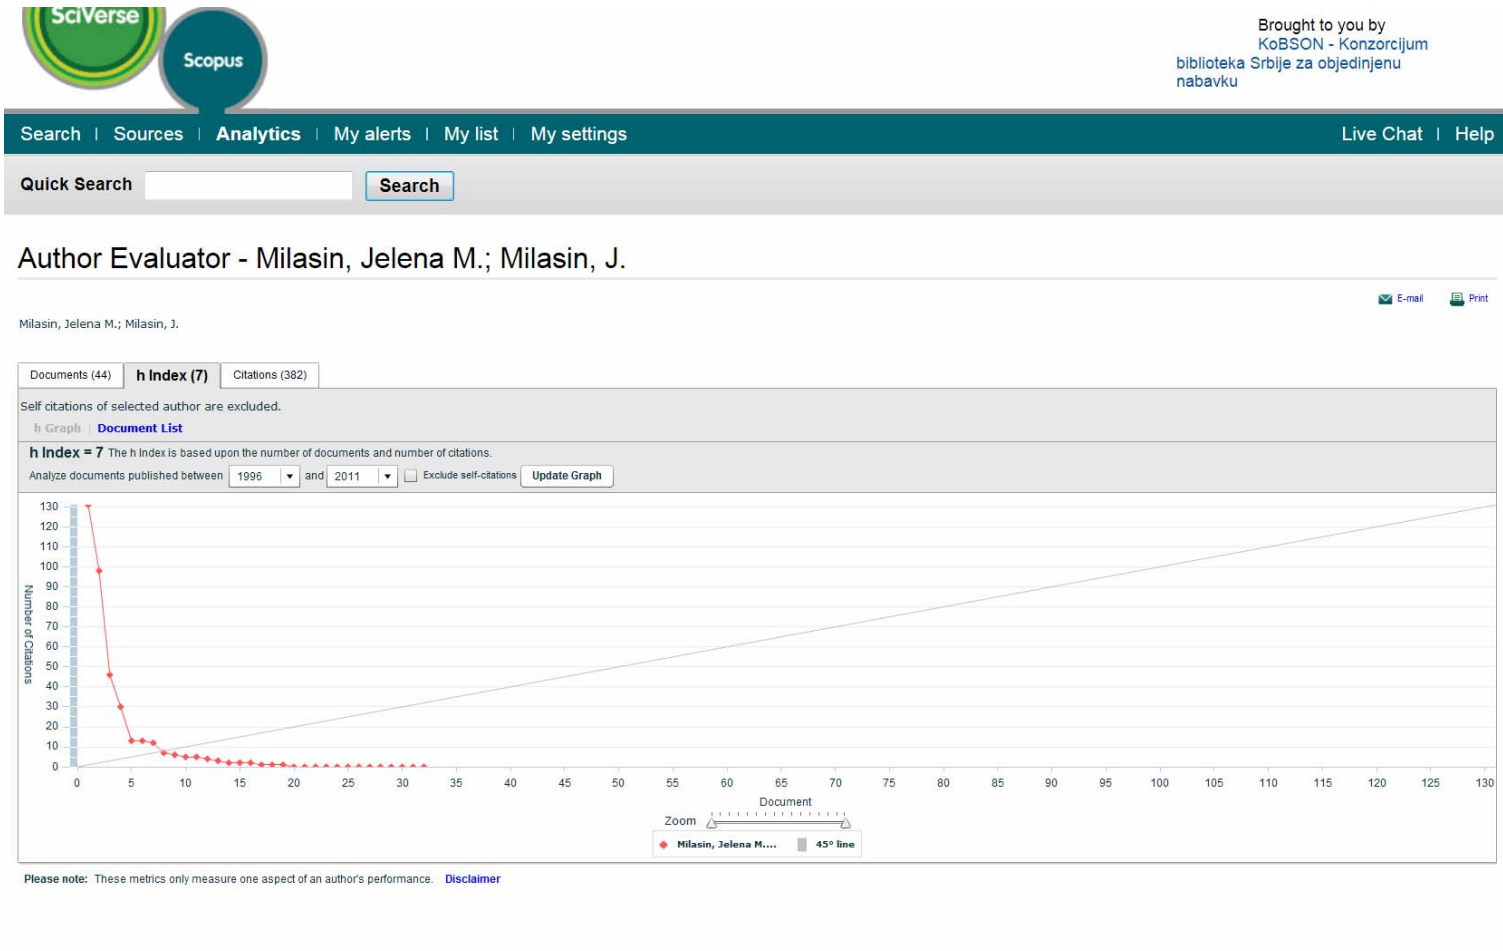 SciVerse
Scopus
Brought to you by
KoBSON - Konzorcijum
biblioteka Srbije za objedinjenu
nabavku
Search | Sources | Analytics | My alerts | My list | My settings
Live Chat | Help
Quick Search
Search
Author Evaluator - Milasin, Jelena M.; Milasin, J.
E-mail
Print
Milasin, Jelena M.; Milasin, J.
Documents (44)
h Index (7)
Citations (382)
Self citations of selected author are excluded.
h Graph | Document List
h Index = 7 The h Index is based upon the number of documents and number of citations.
Analyze documents published between 1996 and 2011 Exclude self-citations Update Graph
130
120
110
100
90
80
70
60
50
40
30
20
10
0
Number of Citations
0 5 10 15 20 25 30 35 40 45 50 55 60 65 70 75 80 85 90 95 100 105 110 115 120 125 130
Document
Zoom
Milasin, Jelena M.... 45º line
Please note: These metrics only measure one aspect of an author's performance. Disclaimer